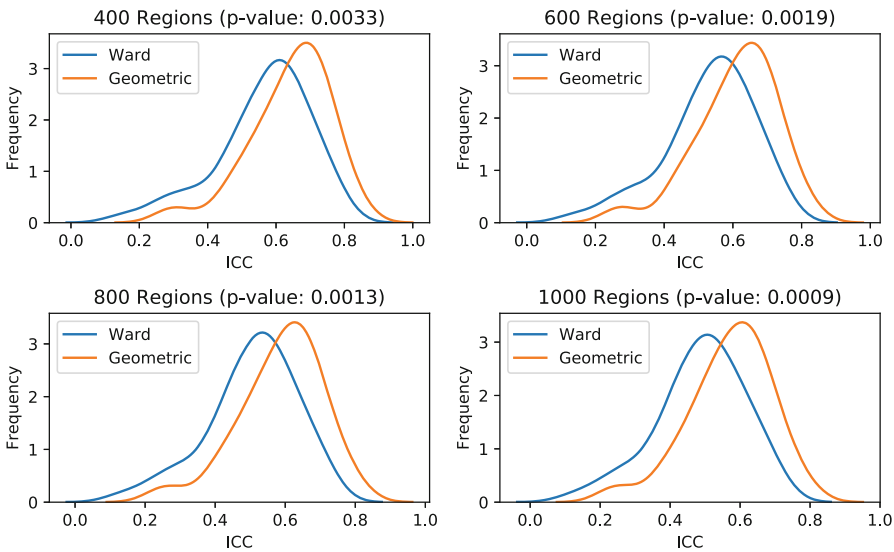 400 Regions (p-value: 0.0033)
Ward
Geometric
Frequency
3
2
1
0
0.0 0.2 0.4 0.6 0.8 1.0
ICC
600 Regions (p-value: 0.0019)
Ward
Geometric
Frequency
3
2
1
0
0.0 0.2 0.4 0.6 0.8 1.0
ICC
800 Regions (p-value: 0.0013)
Ward
Geometric
Frequency
3
2
1
0
0.0 0.2 0.4 0.6 0.8 1.0
ICC
1000 Regions (p-value: 0.0009)
Ward
Geometric
Frequency
3
2
1
0
0.0 0.2 0.4 0.6 0.8 1.0
ICC